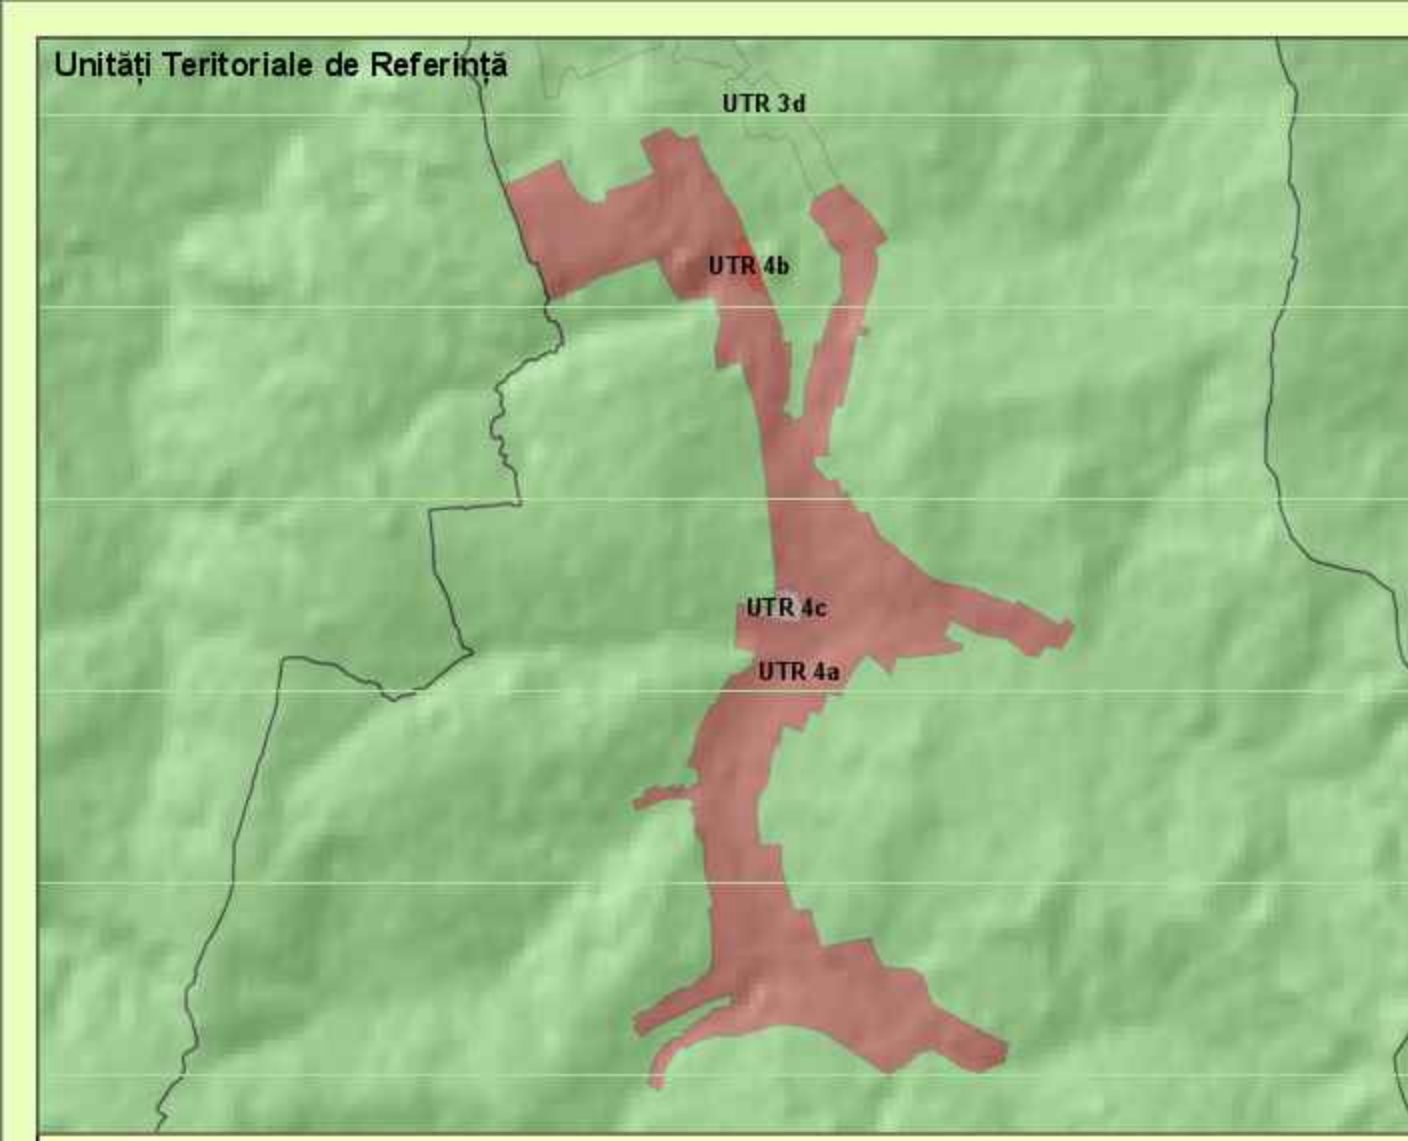 Unități Teritoriale de Referință
UTR 3d
UTR 4b
UTR 4c
UTR 4a